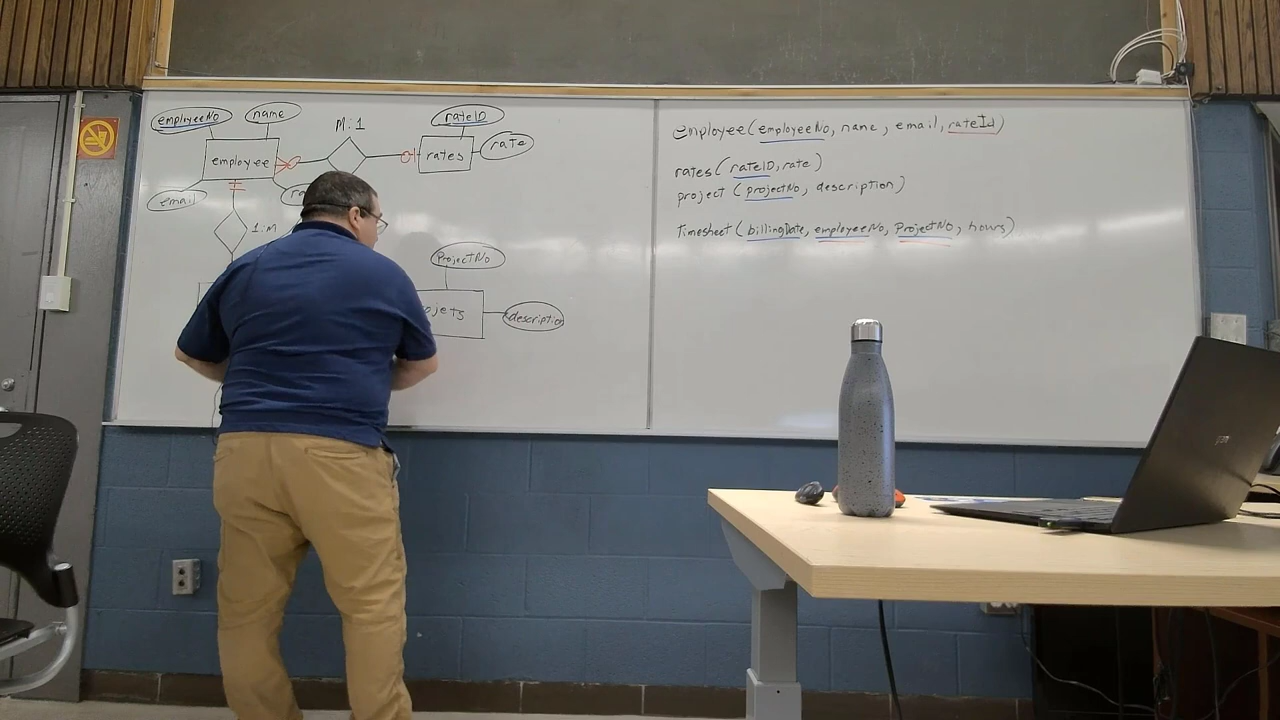 employeeNo name
M:1
rateID
employee
rates
rate
email
1:M
ProjectNo
ojets
description
employee(employeeNo, name, email, rateId)
rates(rateID, rate)
project (projectNo, description)
Timesheet (billingDate, employeeNo, ProjectNo, hours)